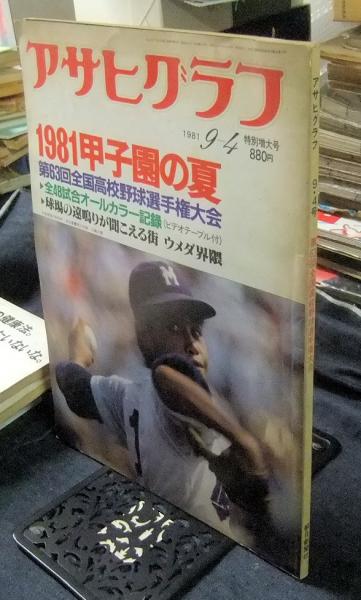 アサヒグラフ
1981 9-4 特別増大号 880円
1981甲子園の夏
第63回全国高校野球選手権大会
▶全48試合オールカラー記録(ビデオテープル付)
▶球場の遠鳴りが聞こえる街 ウメダ界隈
N
1
アサヒグラフ 9-4号